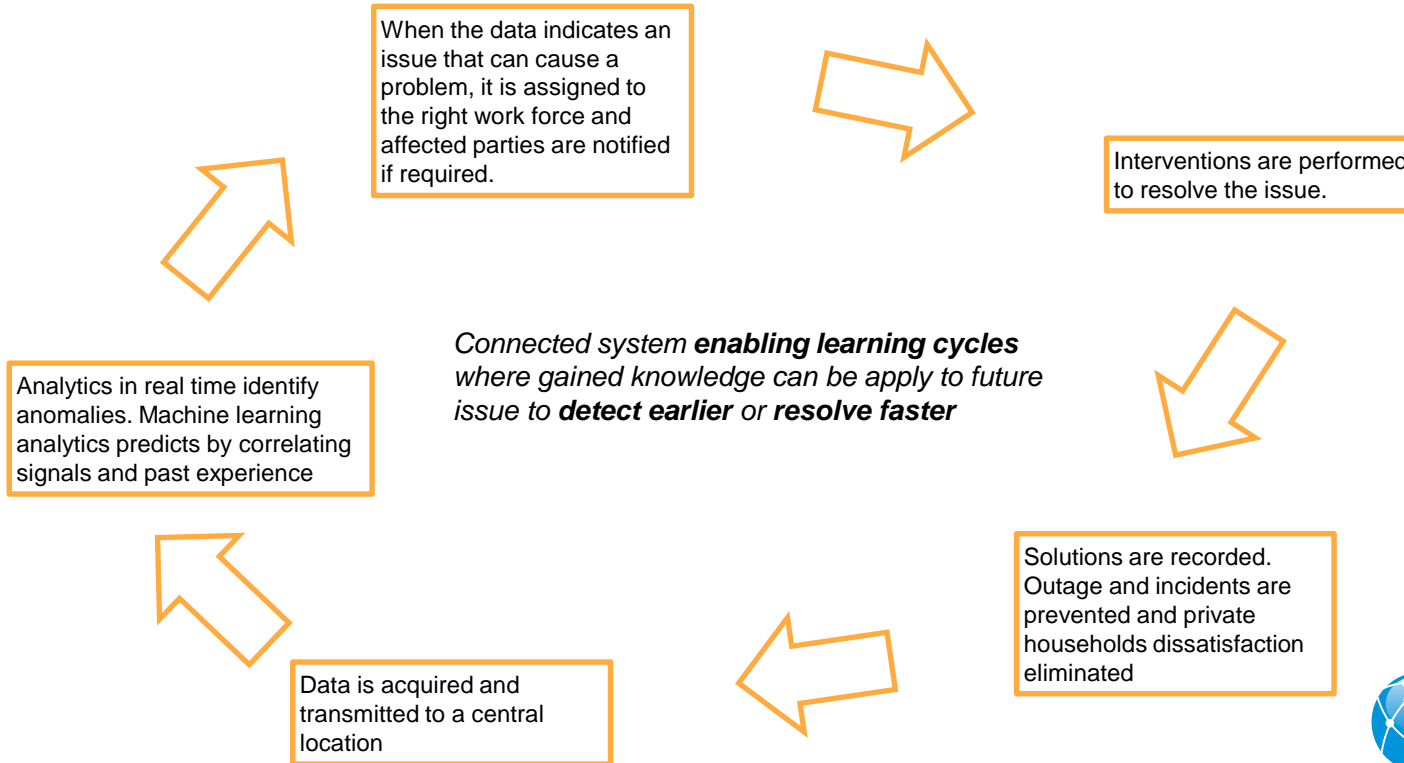 When the data indicates an
issue that can cause a
problem, it is assigned to
the right work force and
affected parties are notified
if required.
Interventions are performed
to resolve the issue.
Connected system enabling learning cycles
where gained knowledge can be apply to future
issue to detect earlier or resolve faster
Analytics in real time identify
anomalies. Machine learning
analytics predicts by correlating
signals and past experience
Solutions are recorded.
Outage and incidents are
prevented and private
households dissatisfaction
eliminated
Data is acquired and
transmitted to a central
location